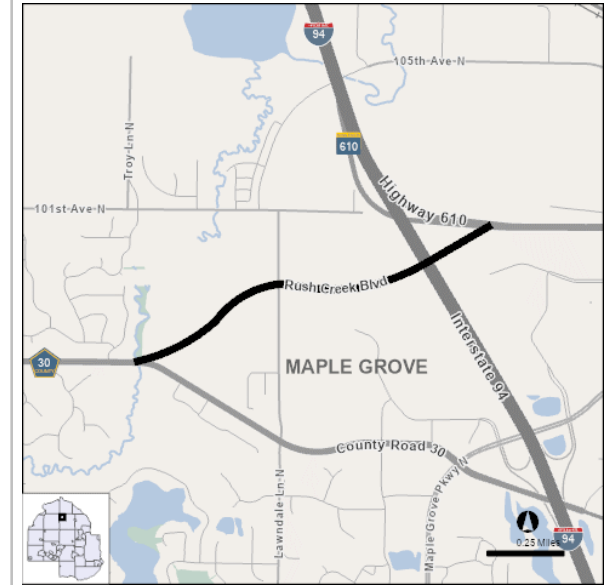 94
105th Ave N
610
Troy Ln N
Highway 610
101st Ave N
Rush Creek Blvd
Interstate 94
30
MAPLE GROVE
County Road 30
Lawndale Ln N
Maple Grove Pkwy N
94
0.25 Miles